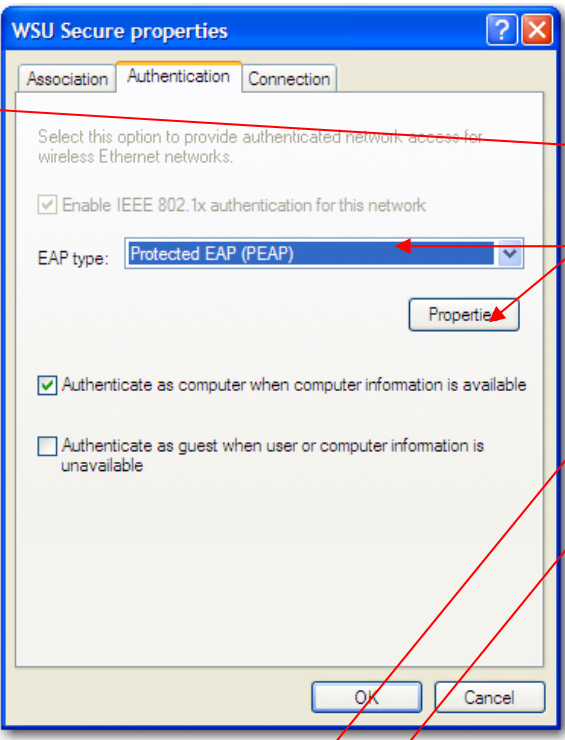 WSU Secure properties
Association Authentication Connection
Select this option to provide authenticated network access for
wireless Ethernet networks.
Enable IEEE 802.1x authentication for this network
EAP type: Protected EAP (PEAP)
Properties
Authenticate as computer when computer information is available
Authenticate as guest when user or computer information is
unavailable
OK Cancel